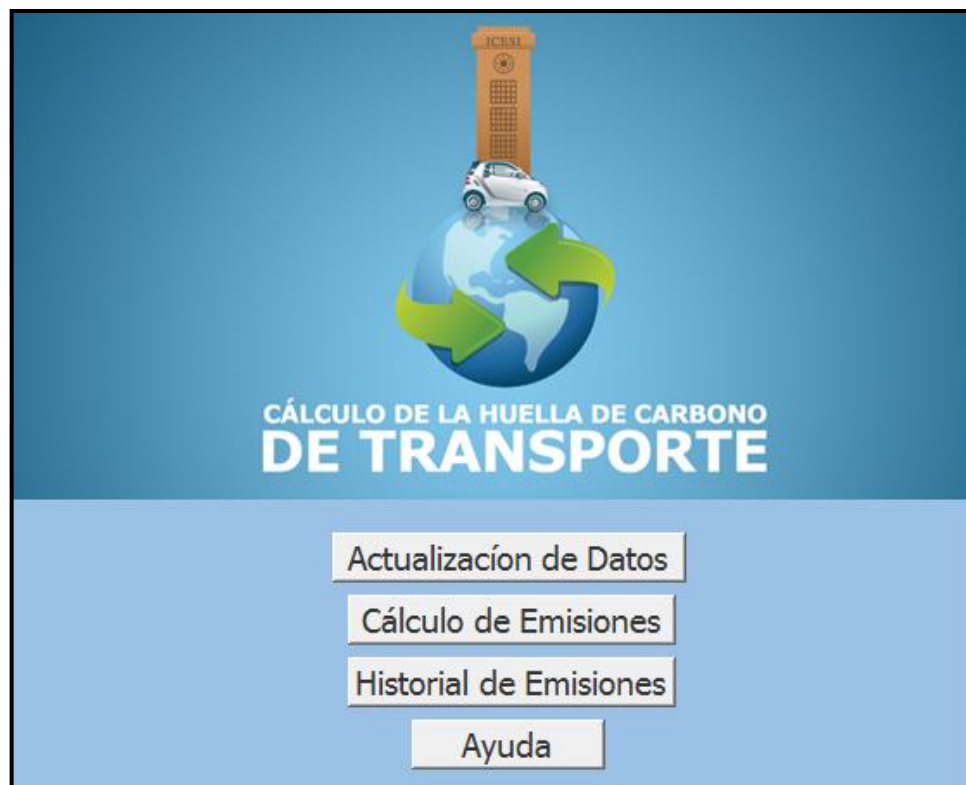 ICESI
CÁLCULO DE LA HUELLA DE CARBONO
DE TRANSPORTE
Actualizacíon de Datos
Cálculo de Emisiones
Historial de Emisiones
Ayuda